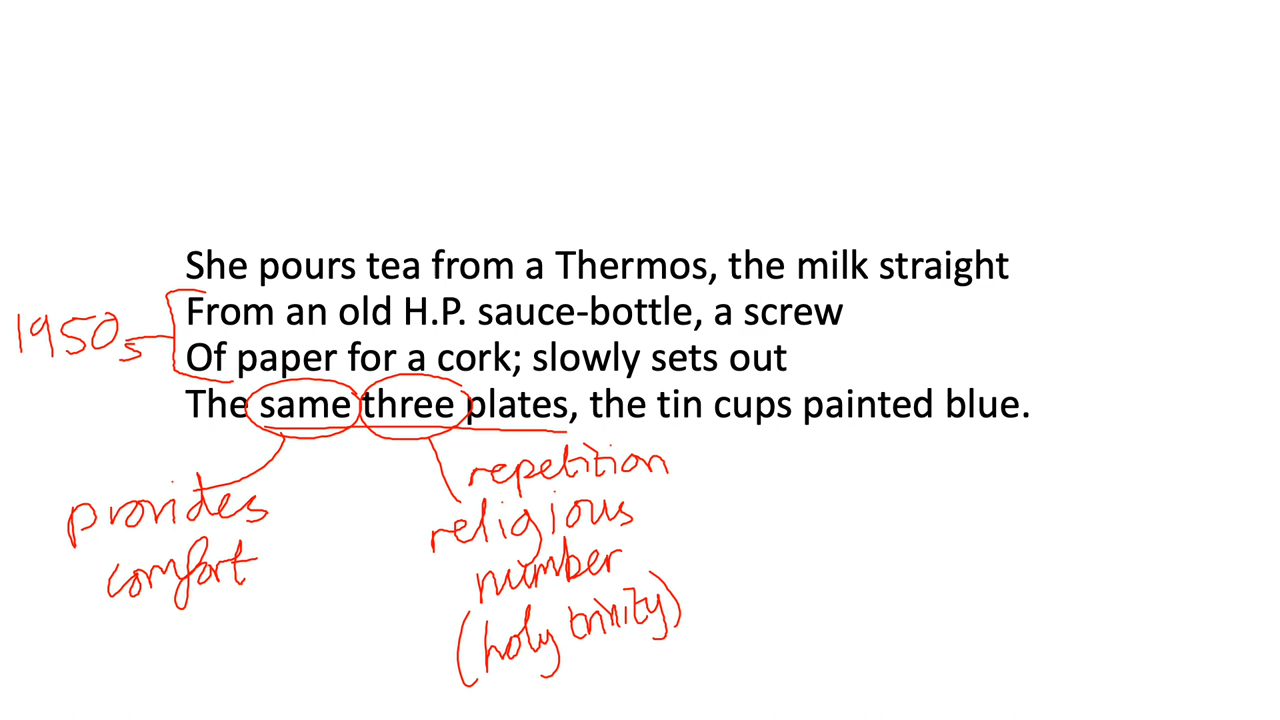 She pours tea from a Thermos, the milk straight
From an old H.P. sauce-bottle, a screw
Of paper for a cork; slowly sets out
The same three plates, the tin cups painted blue.
1950s
provides
comfort
repetition
religious
number
(holy trinity)